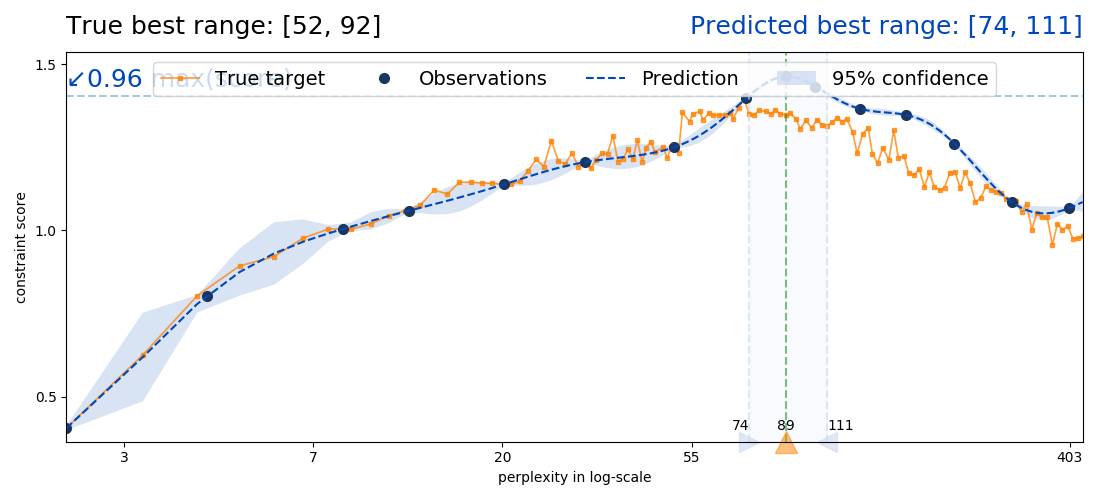 True best range: [52, 92]
Predicted best range: [74, 111]
↙0.96 max(score)
True target
Observations
Prediction
95% confidence
constraint score
1.5
1.0
0.5
74
89
111
3
7
20
55
403
perplexity in log-scale